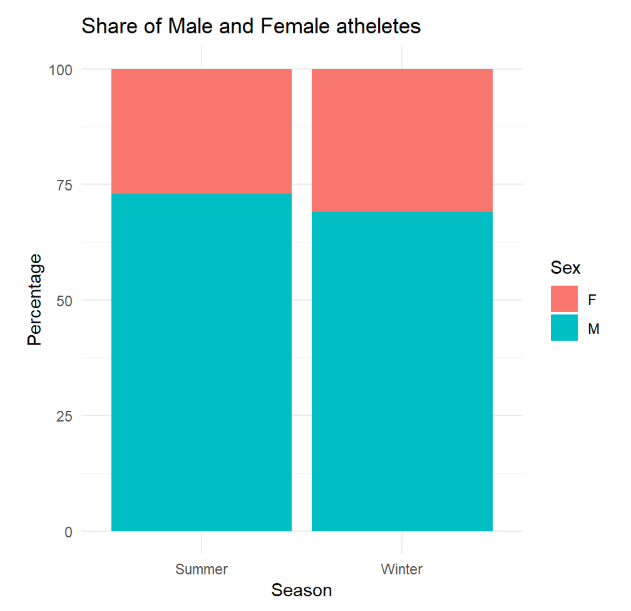 Share of Male and Female atheletes
100
75
50
25
0
Percentage
Summer
Winter
Season
Sex
F
M